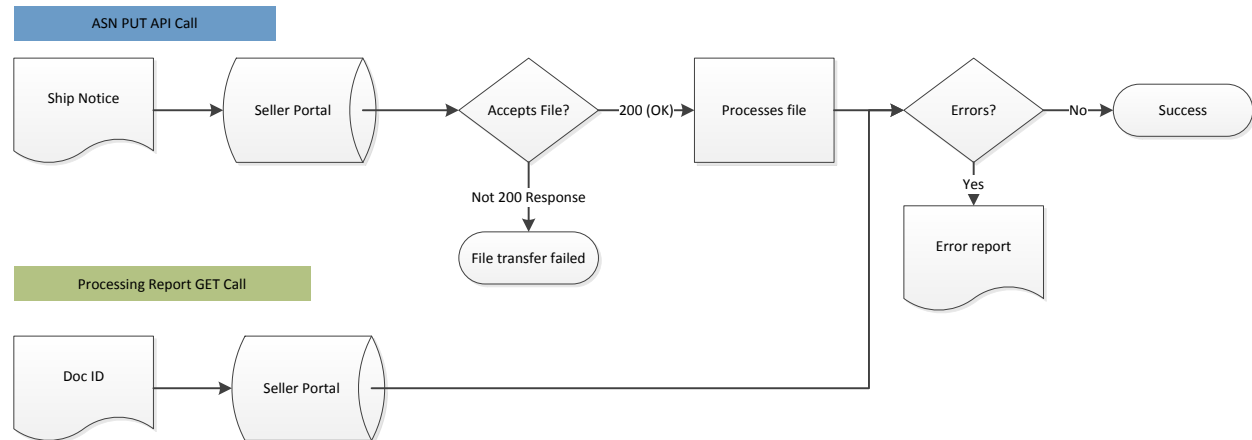 ASN PUT API Call
Ship Notice
Seller Portal
Accepts File?
200 (OK)
Processes file
Errors?
No
Success
Not 200 Response
File transfer failed
Yes
Error report
Processing Report GET Call
Doc ID
Seller Portal